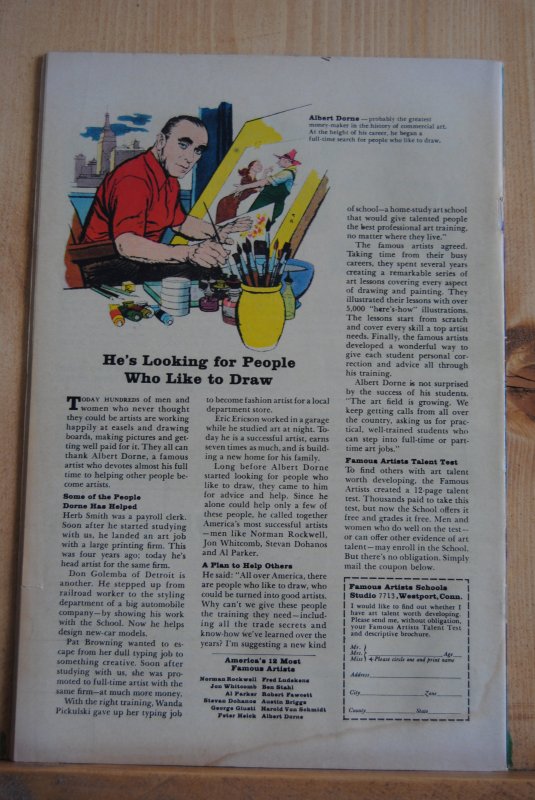 Albert Dorne — probably the greatest
money-maker in the history of commercial art.
At the height of his career, he began a
full-time search for people who like to draw.
He's Looking for People
Who Like to Draw
TODAY HUNDREDS of men and
women who never thought
they could be artists are working
happily at easels and drawing
boards, making pictures and get-
ting well paid for it. They all can
thank Albert Dorne, a famous
artist who devotes almost his full
time to helping other people be-
come artists.
Some of the People
Dorne Has Helped
Herb Smith was a payroll clerk.
Soon after he started studying
with us, he landed an art job
with a large printing firm. This
was four years ago: today he's
head artist for the same firm.
Don Golemba of Detroit is
another. He stepped up from
railroad worker to the styling
department of a big automobile
company—by showing his work
with the School. Now he helps
design new-car models.
Pat Browning wanted to es-
cape from her dull typing job to
something creative. Soon after
studying with us, she was pro-
moted to full-time artist with the
same firm—at much more money.
With the right training, Wanda
Pickulski gave up her typing job
to become fashion artist for a local
department store.
Eric Ericson worked in a garage
while he studied art at night. To-
day he is a successful artist, earns
seven times as much, and is build-
ing a new home for his family.
Long before Albert Dorne
started looking for people who
like to draw, they came to him
for advice and help. Since he
alone could help only a few of
these people, he called together
America's most successful artists
—men like Norman Rockwell,
Jon Whitcomb, Stevan Dohanos
and Al Parker.
A Plan to Help Others
He said: "All over America, there
are people who like to draw, who
could be turned into good artists.
Why can't we give these people
the training they need—includ-
ing all the trade secrets and
know-how we've learned over the
years? I'm suggesting a new kind
America's 12 Most
Famous Artists
Norman Rockwell Fred Ludekens
Jon Whitcomb Ben Stahl
Al Parker Robert Fawcett
Stevan Dohanos Austin Briggs
George Giusti Harold Von Schmidt
Peter Helck Albert Dorne
of school—a home-study art school
that would give talented people
the best professional art training,
no matter where they live."
The famous artists agreed.
Taking time from their busy
careers, they spent several years
creating a remarkable series of
art lessons covering every aspect
of drawing and painting. They
illustrated their lessons with over
5,000 "here's-how" illustrations.
The lessons start from scratch
and cover every skill a top artist
needs. Finally, the famous artists
developed a wonderful way to
give each student personal cor-
rection and advice all through
his training.
Albert Dorne is not surprised
by the success of his students.
"The art field is growing. We
keep getting calls from all over
the country, asking us for prac-
tical, well-trained students who
can step into full-time or part-
time art jobs."
Famous Artists Talent Test
To find others with art talent
worth developing, the Famous
Artists created a 12-page talent
test. Thousands paid to take this
test, but now the School offers it
free and grades it free. Men and
women who do well on the test—
or can offer other evidence of art
talent—may enroll in the School.
But there's no obligation. Simply
mail the coupon below.
Famous Artists Schools
Studio 7713, Westport, Conn.
I would like to find out whether I
have art talent worth developing.
Please send me, without obligation,
your Famous Artists Talent Test
and descriptive brochure.
Mr.
Mrs. Age
Miss Please circle one and print name
Address
City Zone
County State